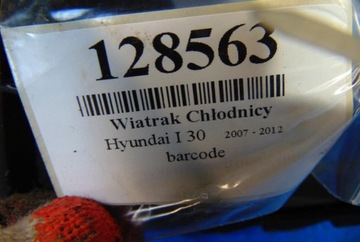 128563
Wiatrak Chłodnicy
Hyundai I 30 2007 - 2012
barcode